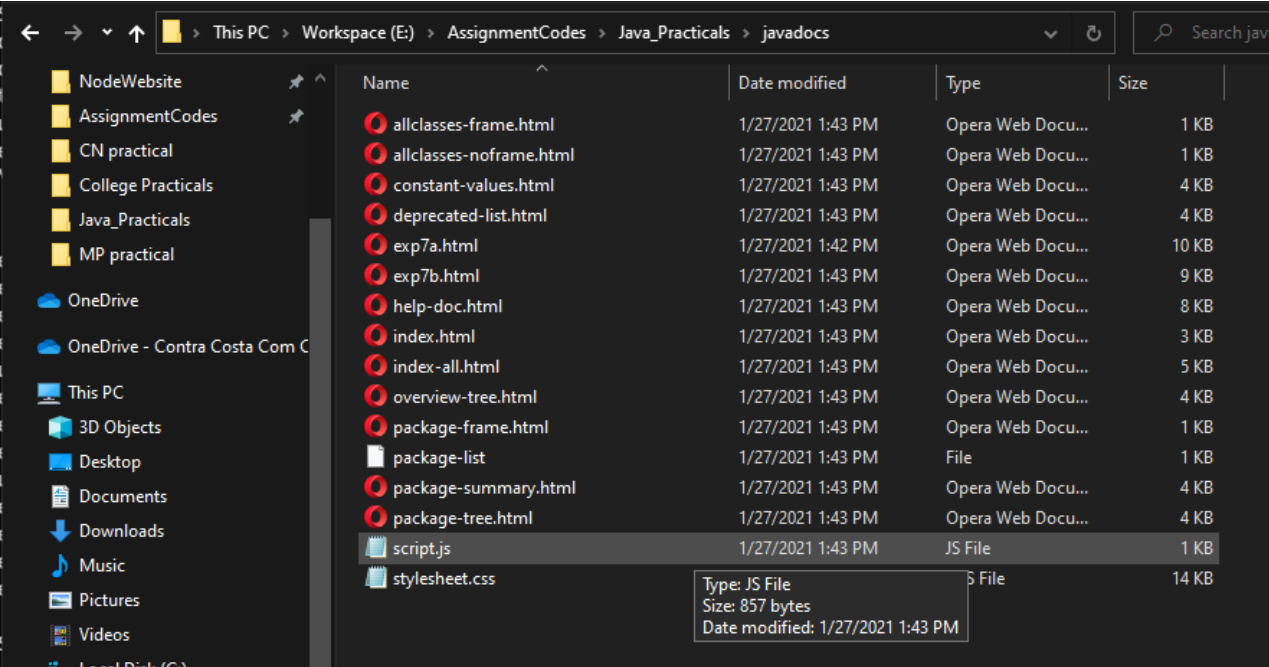 This PC > Workspace (E:) > AssignmentCodes > Java_Practicals > javadocs
Search jav
NodeWebsite
AssignmentCodes
CN practical
College Practicals
Java_Practicals
MP practical
OneDrive
OneDrive - Contra Costa Com C
This PC
3D Objects
Desktop
Documents
Downloads
Music
Pictures
Videos
Local Disk (C:)
Name Date modified Type Size
allclasses-frame.html 1/27/2021 1:43 PM Opera Web Docu... 1 KB
allclasses-noframe.html 1/27/2021 1:43 PM Opera Web Docu... 1 KB
constant-values.html 1/27/2021 1:43 PM Opera Web Docu... 4 KB
deprecated-list.html 1/27/2021 1:43 PM Opera Web Docu... 4 KB
exp7a.html 1/27/2021 1:42 PM Opera Web Docu... 10 KB
exp7b.html 1/27/2021 1:43 PM Opera Web Docu... 9 KB
help-doc.html 1/27/2021 1:43 PM Opera Web Docu... 8 KB
index.html 1/27/2021 1:43 PM Opera Web Docu... 3 KB
index-all.html 1/27/2021 1:43 PM Opera Web Docu... 5 KB
overview-tree.html 1/27/2021 1:43 PM Opera Web Docu... 4 KB
package-frame.html 1/27/2021 1:43 PM Opera Web Docu... 1 KB
package-list 1/27/2021 1:43 PM File 1 KB
package-summary.html 1/27/2021 1:43 PM Opera Web Docu... 4 KB
package-tree.html 1/27/2021 1:43 PM Opera Web Docu... 4 KB
script.js 1/27/2021 1:43 PM JS File 1 KB
stylesheet.css S File 14 KB
Type: JS File
Size: 857 bytes
Date modified: 1/27/2021 1:43 PM